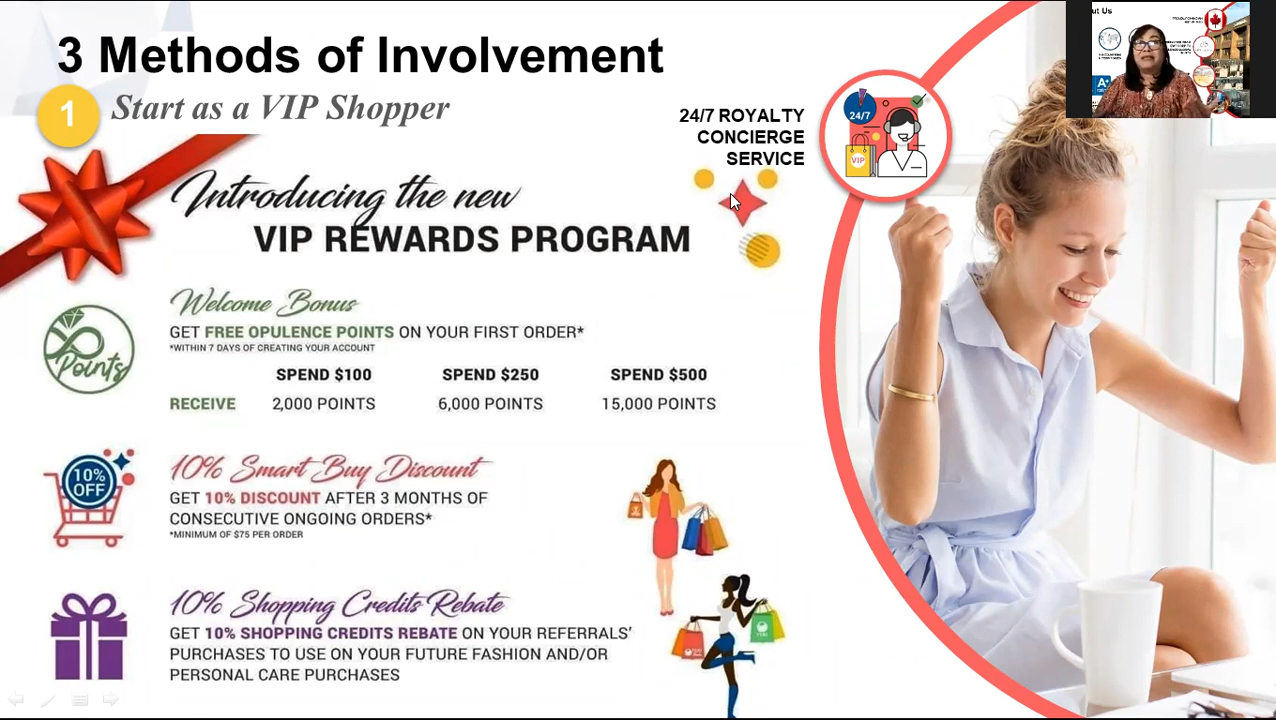 3 Methods of Involvement
1
Start as a VIP Shopper
24/7 ROYALTY
CONCIERGE
SERVICE
24/7
VIP
Introducing the new
VIP REWARDS PROGRAM
Points
Welcome Bonus
GET FREE OPULENCE POINTS ON YOUR FIRST ORDER*
*WITHIN 7 DAYS OF CREATING YOUR ACCOUNT
SPEND $100 SPEND $250 SPEND $500
RECEIVE 2,000 POINTS 6,000 POINTS 15,000 POINTS
10%
OFF
10% Smart Buy Discount
GET 10% DISCOUNT AFTER 3 MONTHS OF
CONSECUTIVE ONGOING ORDERS*
*MINIMUM OF $75 PER ORDER
10% Shopping Credits Rebate
GET 10% SHOPPING CREDITS REBATE ON YOUR REFERRALS'
PURCHASES TO USE ON YOUR FUTURE FASHION AND/OR
PERSONAL CARE PURCHASES
ut Us
A+